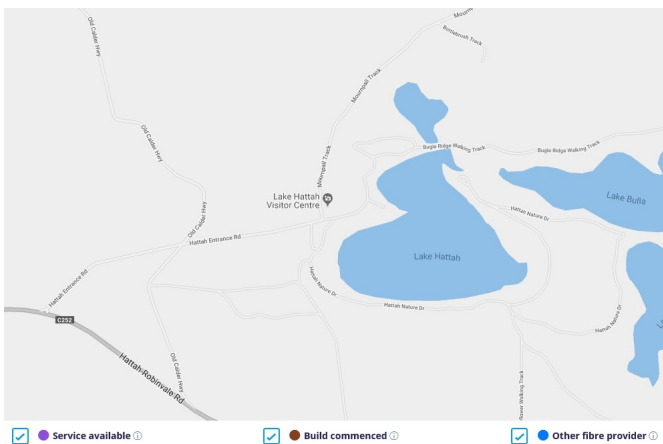 Mourn
Bottlebrush Track
Old Calder Hwy
Mournpall Track
Old Calder Hwy
Bugle Ridge Walking Track
Bugle Ridge Walking Track
Mournpall Track
Lake Hattah
Visitor Centre
Lake Bulla
Old Calder Hwy
Hattah Nature Dr
Hattah Entrance Rd
Lake Hattah
Hattah Entrance Rd
Hattah Nature Dr
Hattah Nature Dr
Hattah Nature Dr
C252
Hattah-Robinvale Rd
Old Calder Hwy
Walking Track
Service available
Build commenced
Other fibre provider